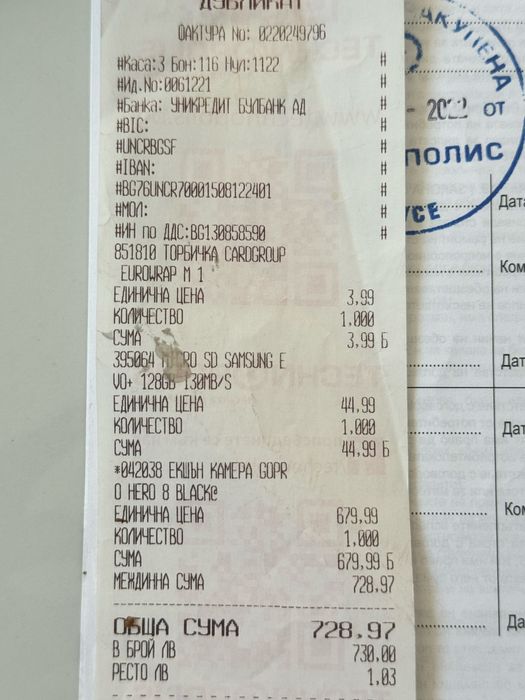 ДУБЛИКАТ
ФАКТУРА No: 0220249796
#Каса:3 Бон:116 Нул:1122 #
#Ид.No:0061221 #
#Банка: УНИКРЕДИТ БУЛБАНК АД #
#BIC: #
#UNCRBGSF #
#IBAN: #
#BG76UNCR70001508122401 #
#МОЛ: #
#ИН по ДДС:BG130858590 #
851810 ТОРБИЧКА CARDGROUP
EUROWRAP M 1
ЕДИНИЧНА ЦЕНА 3,99
КОЛИЧЕСТВО 1,000
СУМА 3,99 Б
395064 MICRO SD SAMSUNG E
VO+ 128GB 130MB/S
ЕДИНИЧНА ЦЕНА 44,99
КОЛИЧЕСТВО 1,000
СУМА 44,99 Б
*042038 ЕКШЪН КАМЕРА GOPR
O HERO 8 BLACK@
ЕДИНИЧНА ЦЕНА 679,99
КОЛИЧЕСТВО 1,000
СУМА 679,99 Б
МЕЖДИННА СУМА 728,97
ОБЩА СУМА 728.97
В БРОЙ ЛВ 730.00
РЕСТО ЛВ 1.03
ОТ
ПОЛИС
Дата
Ком
Дат
Дат
Ком
Да